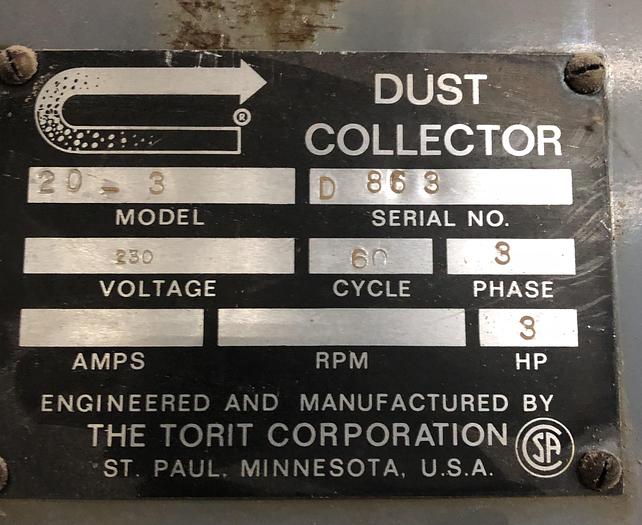 DUST
COLLECTOR
®
20 - 3 D 863
MODEL SERIAL NO.
230 60 3
VOLTAGE CYCLE PHASE
3
AMPS RPM HP
ENGINEERED AND MANUFACTURED BY
THE TORIT CORPORATION
ST. PAUL, MINNESOTA, U.S.A.
CSA